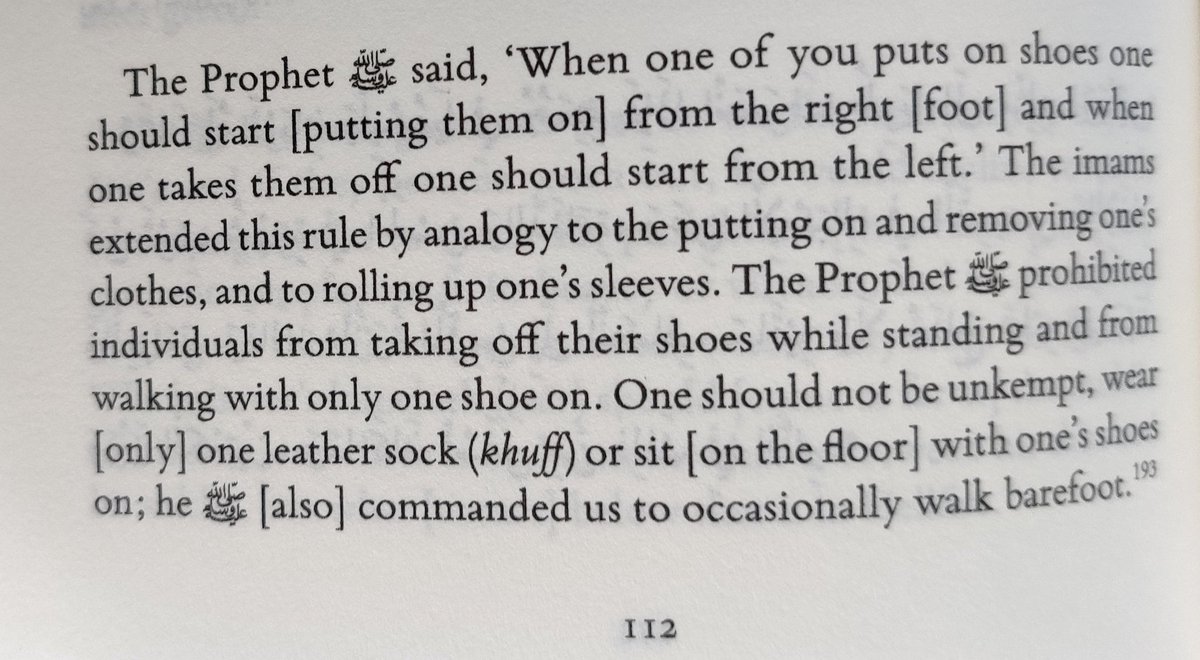 The Prophet ﷺ said, ‘When one of you puts on shoes one
should start [putting them on] from the right [foot] and when
one takes them off one should start from the left.’ The imams
extended this rule by analogy to the putting on and removing one’s
clothes, and to rolling up one’s sleeves. The Prophet ﷺ prohibited
individuals from taking off their shoes while standing and from
walking with only one shoe on. One should not be unkempt, wear
[only] one leather sock (khuff) or sit [on the floor] with one’s shoes
on; he ﷺ [also] commanded us to occasionally walk barefoot.193
112